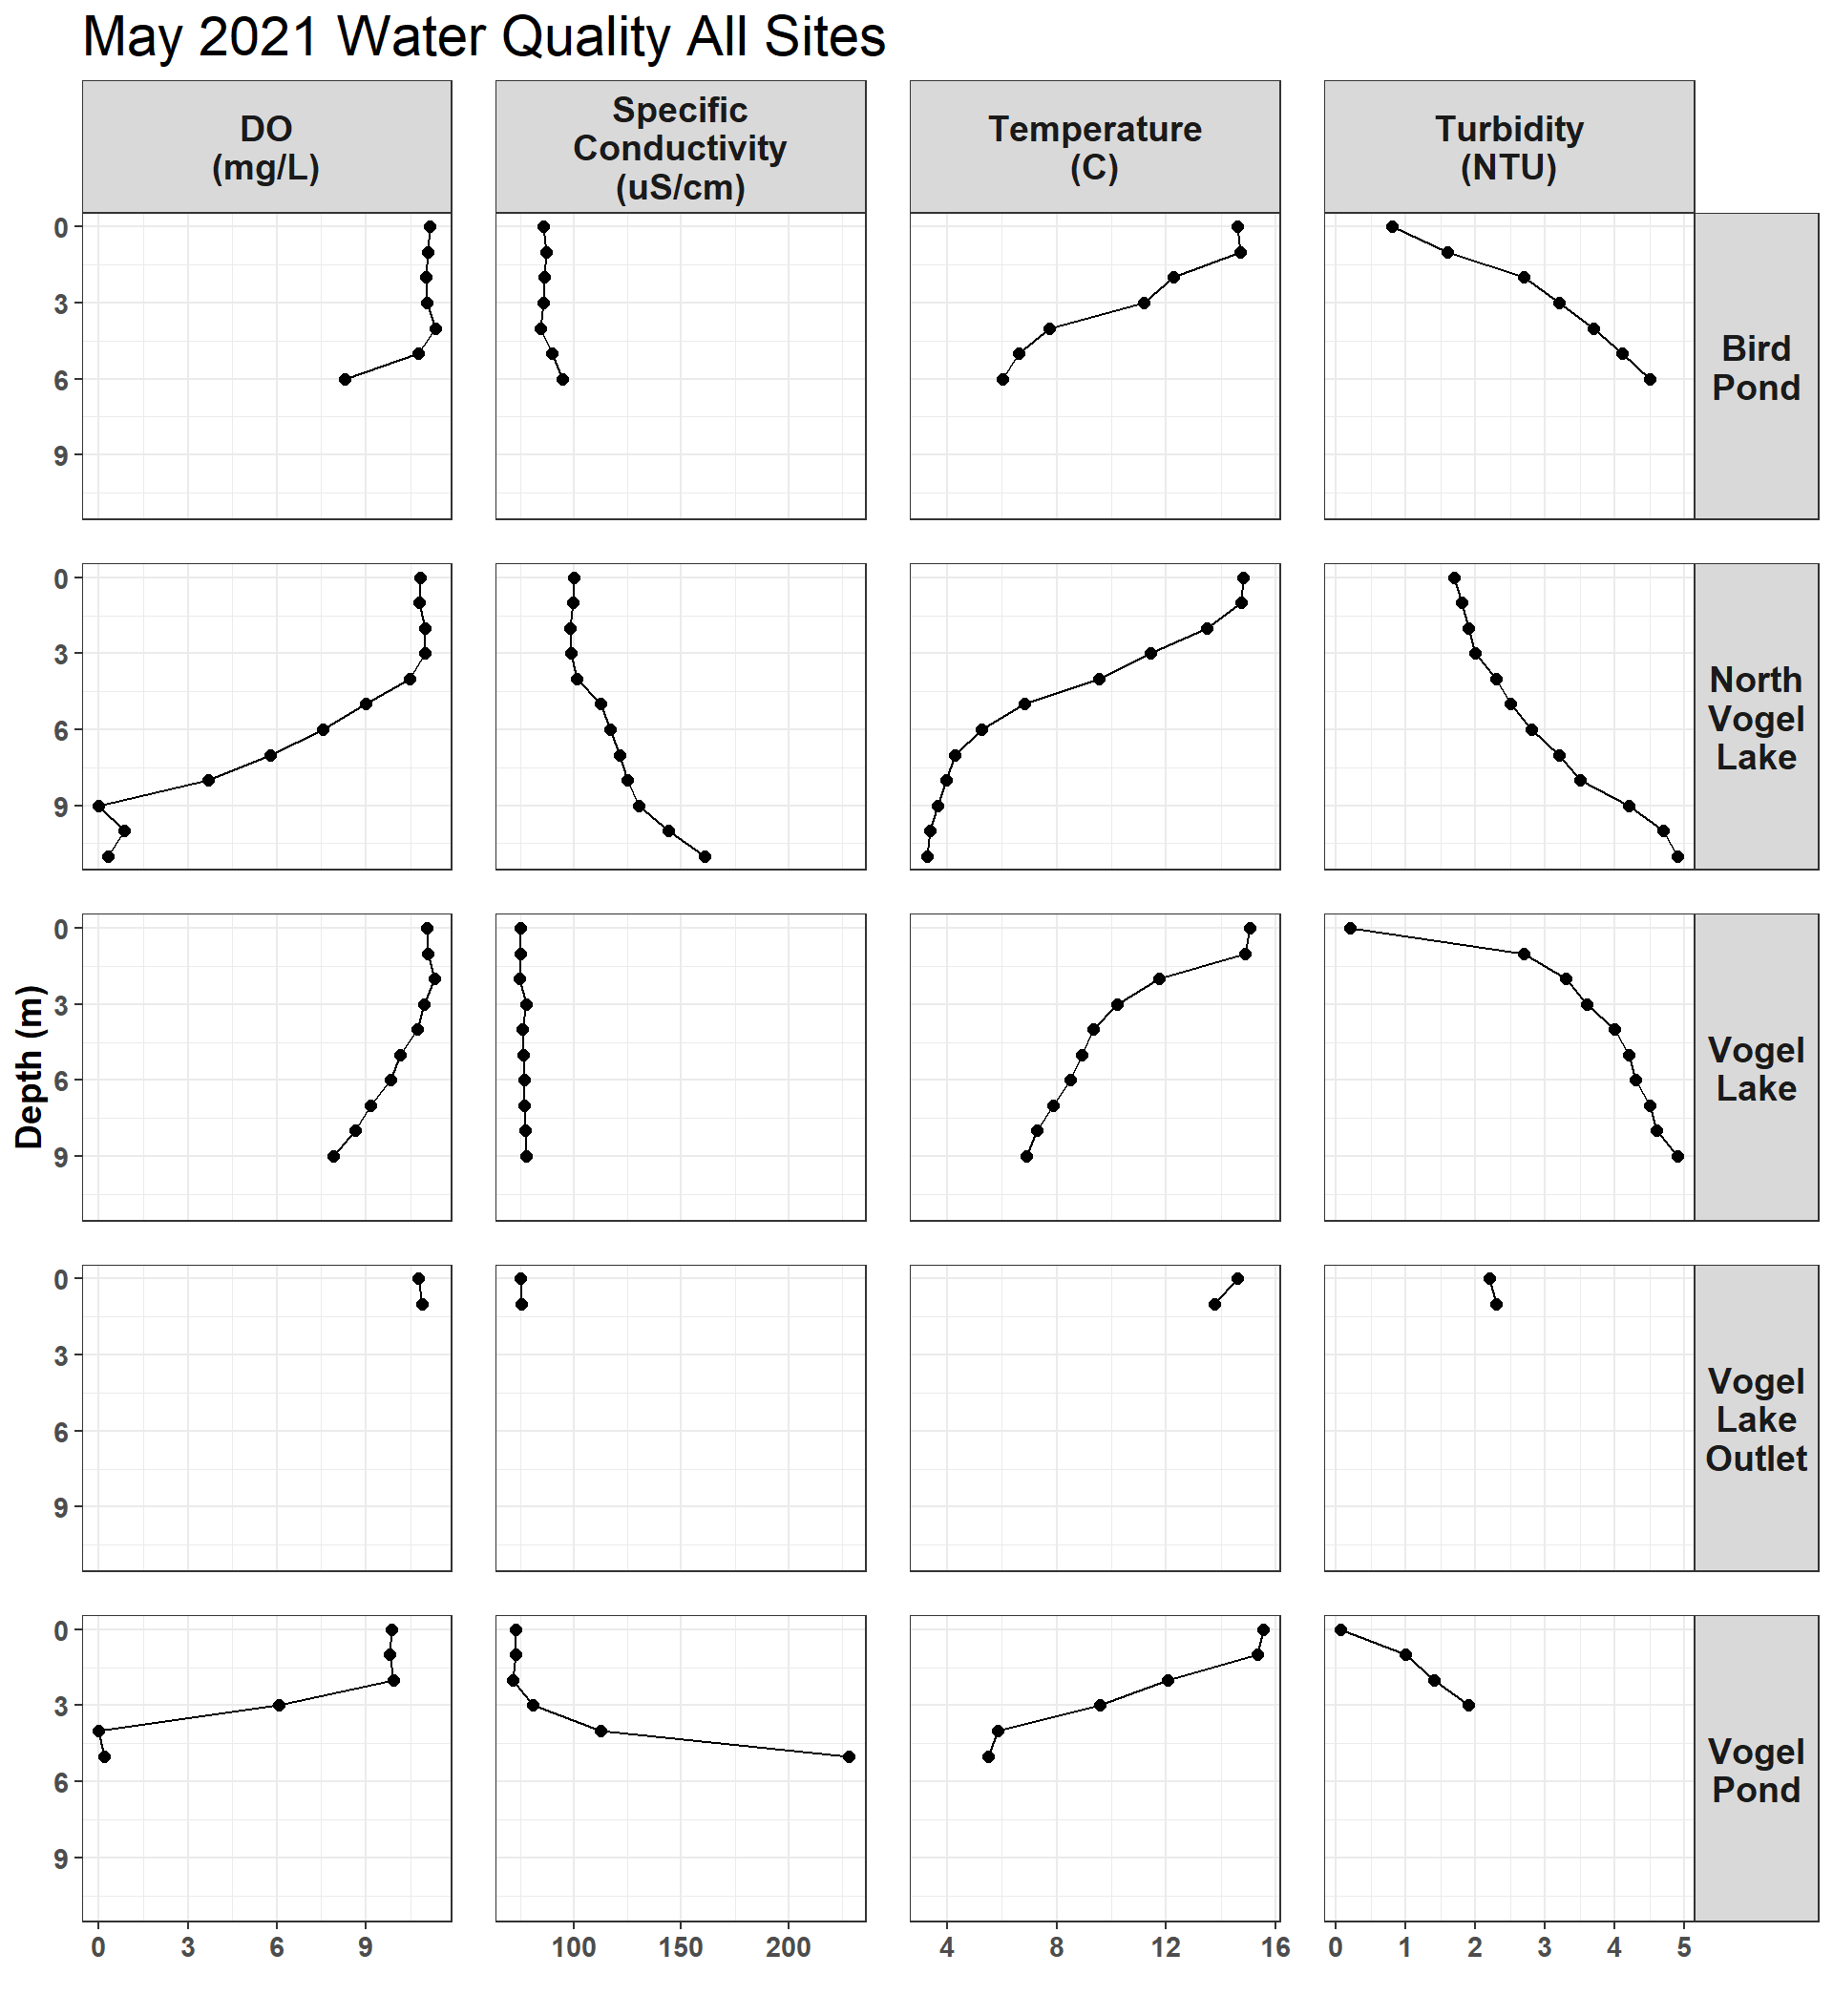 May 2021 Water Quality All Sites
DO
(mg/L)
Specific
Conductivity
(uS/cm)
Temperature
(C)
Turbidity
(NTU)
0
3
6
9
Bird
Pond
0
3
6
9
North
Vogel
Lake
Depth (m)
0
3
6
9
Vogel
Lake
0
3
6
9
Vogel
Lake
Outlet
0
3
6
9
Vogel
Pond
0 3 6 9
100 150 200
4 8 12 16
0 1 2 3 4 5